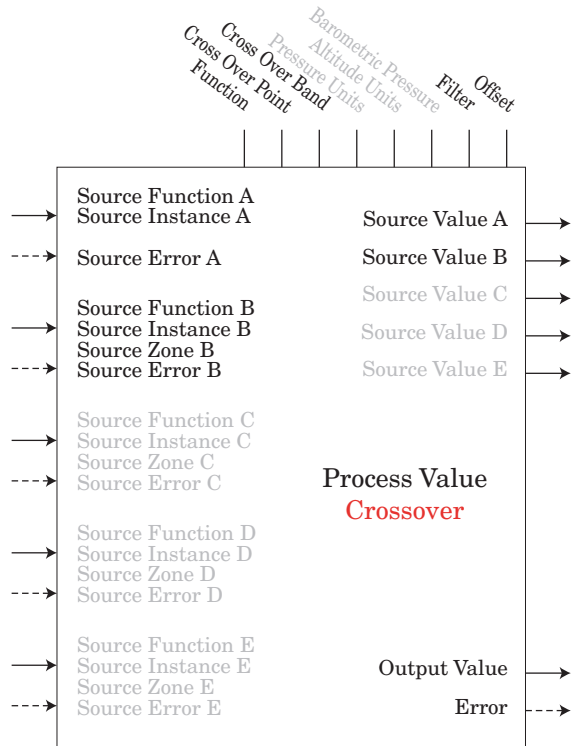 Function
Cross Over Point
Cross Over Band
Pressure Units
Altitude Units
Barometric Pressure
Filter
Offset
Source Function A
Source Instance A
Source Error A
Source Function B
Source Instance B
Source Zone B
Source Error B
Source Function C
Source Instance C
Source Zone C
Source Error C
Source Function D
Source Instance D
Source Zone D
Source Error D
Source Function E
Source Instance E
Source Zone E
Source Error E
Source Value A
Source Value B
Source Value C
Source Value D
Source Value E
Process Value
Crossover
Output Value
Error